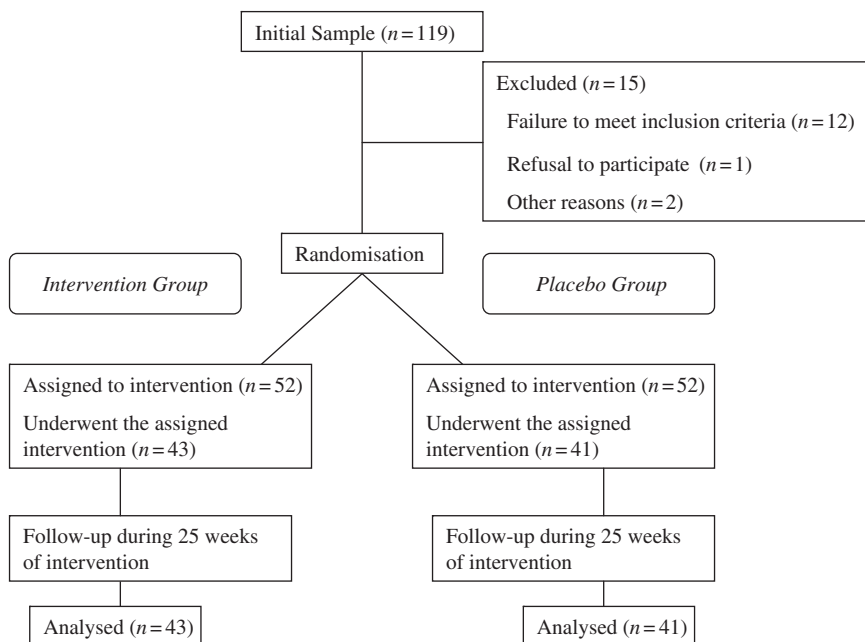 Initial Sample (n=119)
Excluded (n=15)
Failure to meet inclusion criteria (n=12)
Refusal to participate (n=1)
Other reasons (n=2)
Randomisation
Intervention Group
Placebo Group
Assigned to intervention (n=52)
Underwent the assigned
intervention (n=43)
Assigned to intervention (n=52)
Underwent the assigned
intervention (n=41)
Follow-up during 25 weeks
of intervention
Follow-up during 25 weeks
of intervention
Analysed (n=43)
Analysed (n=41)